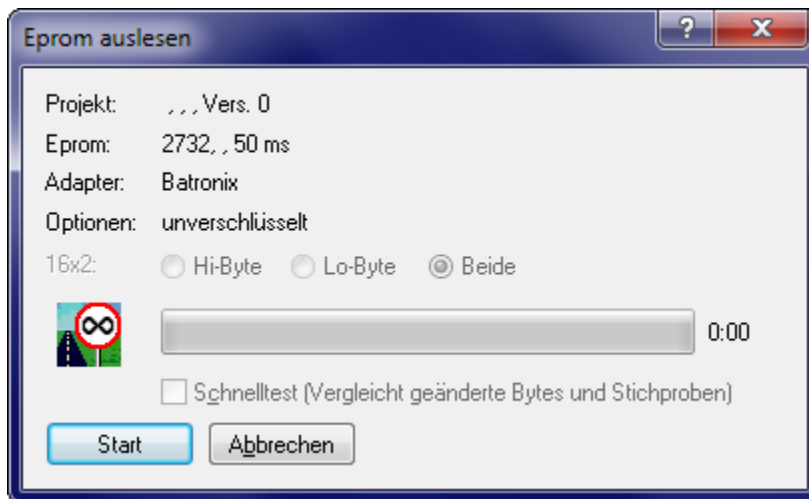 Eprom auslesen
Projekt: , , , Vers. 0
Eprom: 2732, , 50 ms
Adapter: Batronix
Optionen: unverschlüsselt
16x2: Hi-Byte Lo-Byte Beide
0:00
Schnelltest (Vergleicht geänderte Bytes und Stichproben)
Start Abbrechen